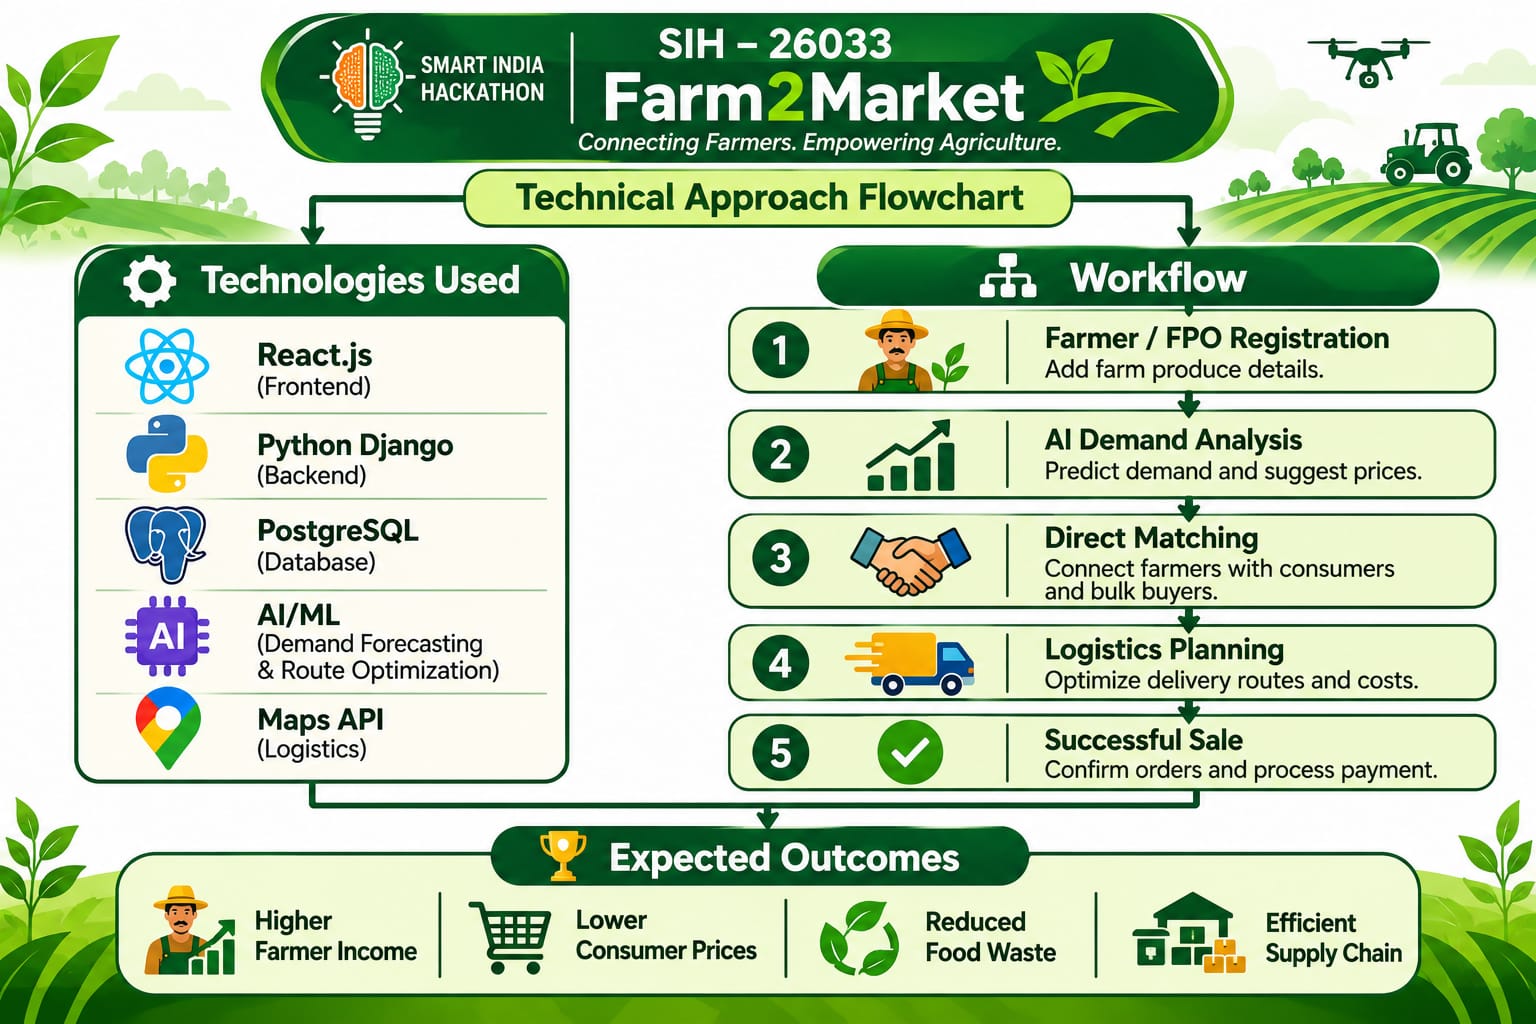 SMART INDIA
HACKATHON
SIH – 26033
Farm2Market
Connecting Farmers. Empowering Agriculture.
Technical Approach Flowchart
Technologies Used
React.js
(Frontend)
Python Django
(Backend)
PostgreSQL
(Database)
AI
AI/ML
(Demand Forecasting
& Route Optimization)
Maps API
(Logistics)
Workflow
1
Farmer / FPO Registration
Add farm produce details.
2
AI Demand Analysis
Predict demand and suggest prices.
3
Direct Matching
Connect farmers with consumers
and bulk buyers.
4
Logistics Planning
Optimize delivery routes and costs.
5
Successful Sale
Confirm orders and process payment.
Expected Outcomes
Higher
Farmer Income
Lower
Consumer Prices
Reduced
Food Waste
Efficient
Supply Chain